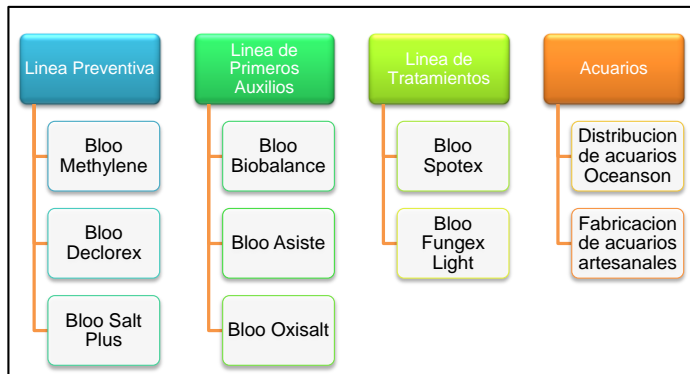 Linea Preventiva
Bloo
Methylene
Bloo
Declorex
Bloo Salt
Plus
Linea de
Primeros
Auxilios
Bloo
Biobalance
Bloo Asiste
Bloo Oxisalt
Linea de
Tratamientos
Bloo
Spotex
Bloo
Fungex
Light
Acuarios
Distribucion
de acuarios
Oceanson
Fabricacion
de acuarios
artesanales